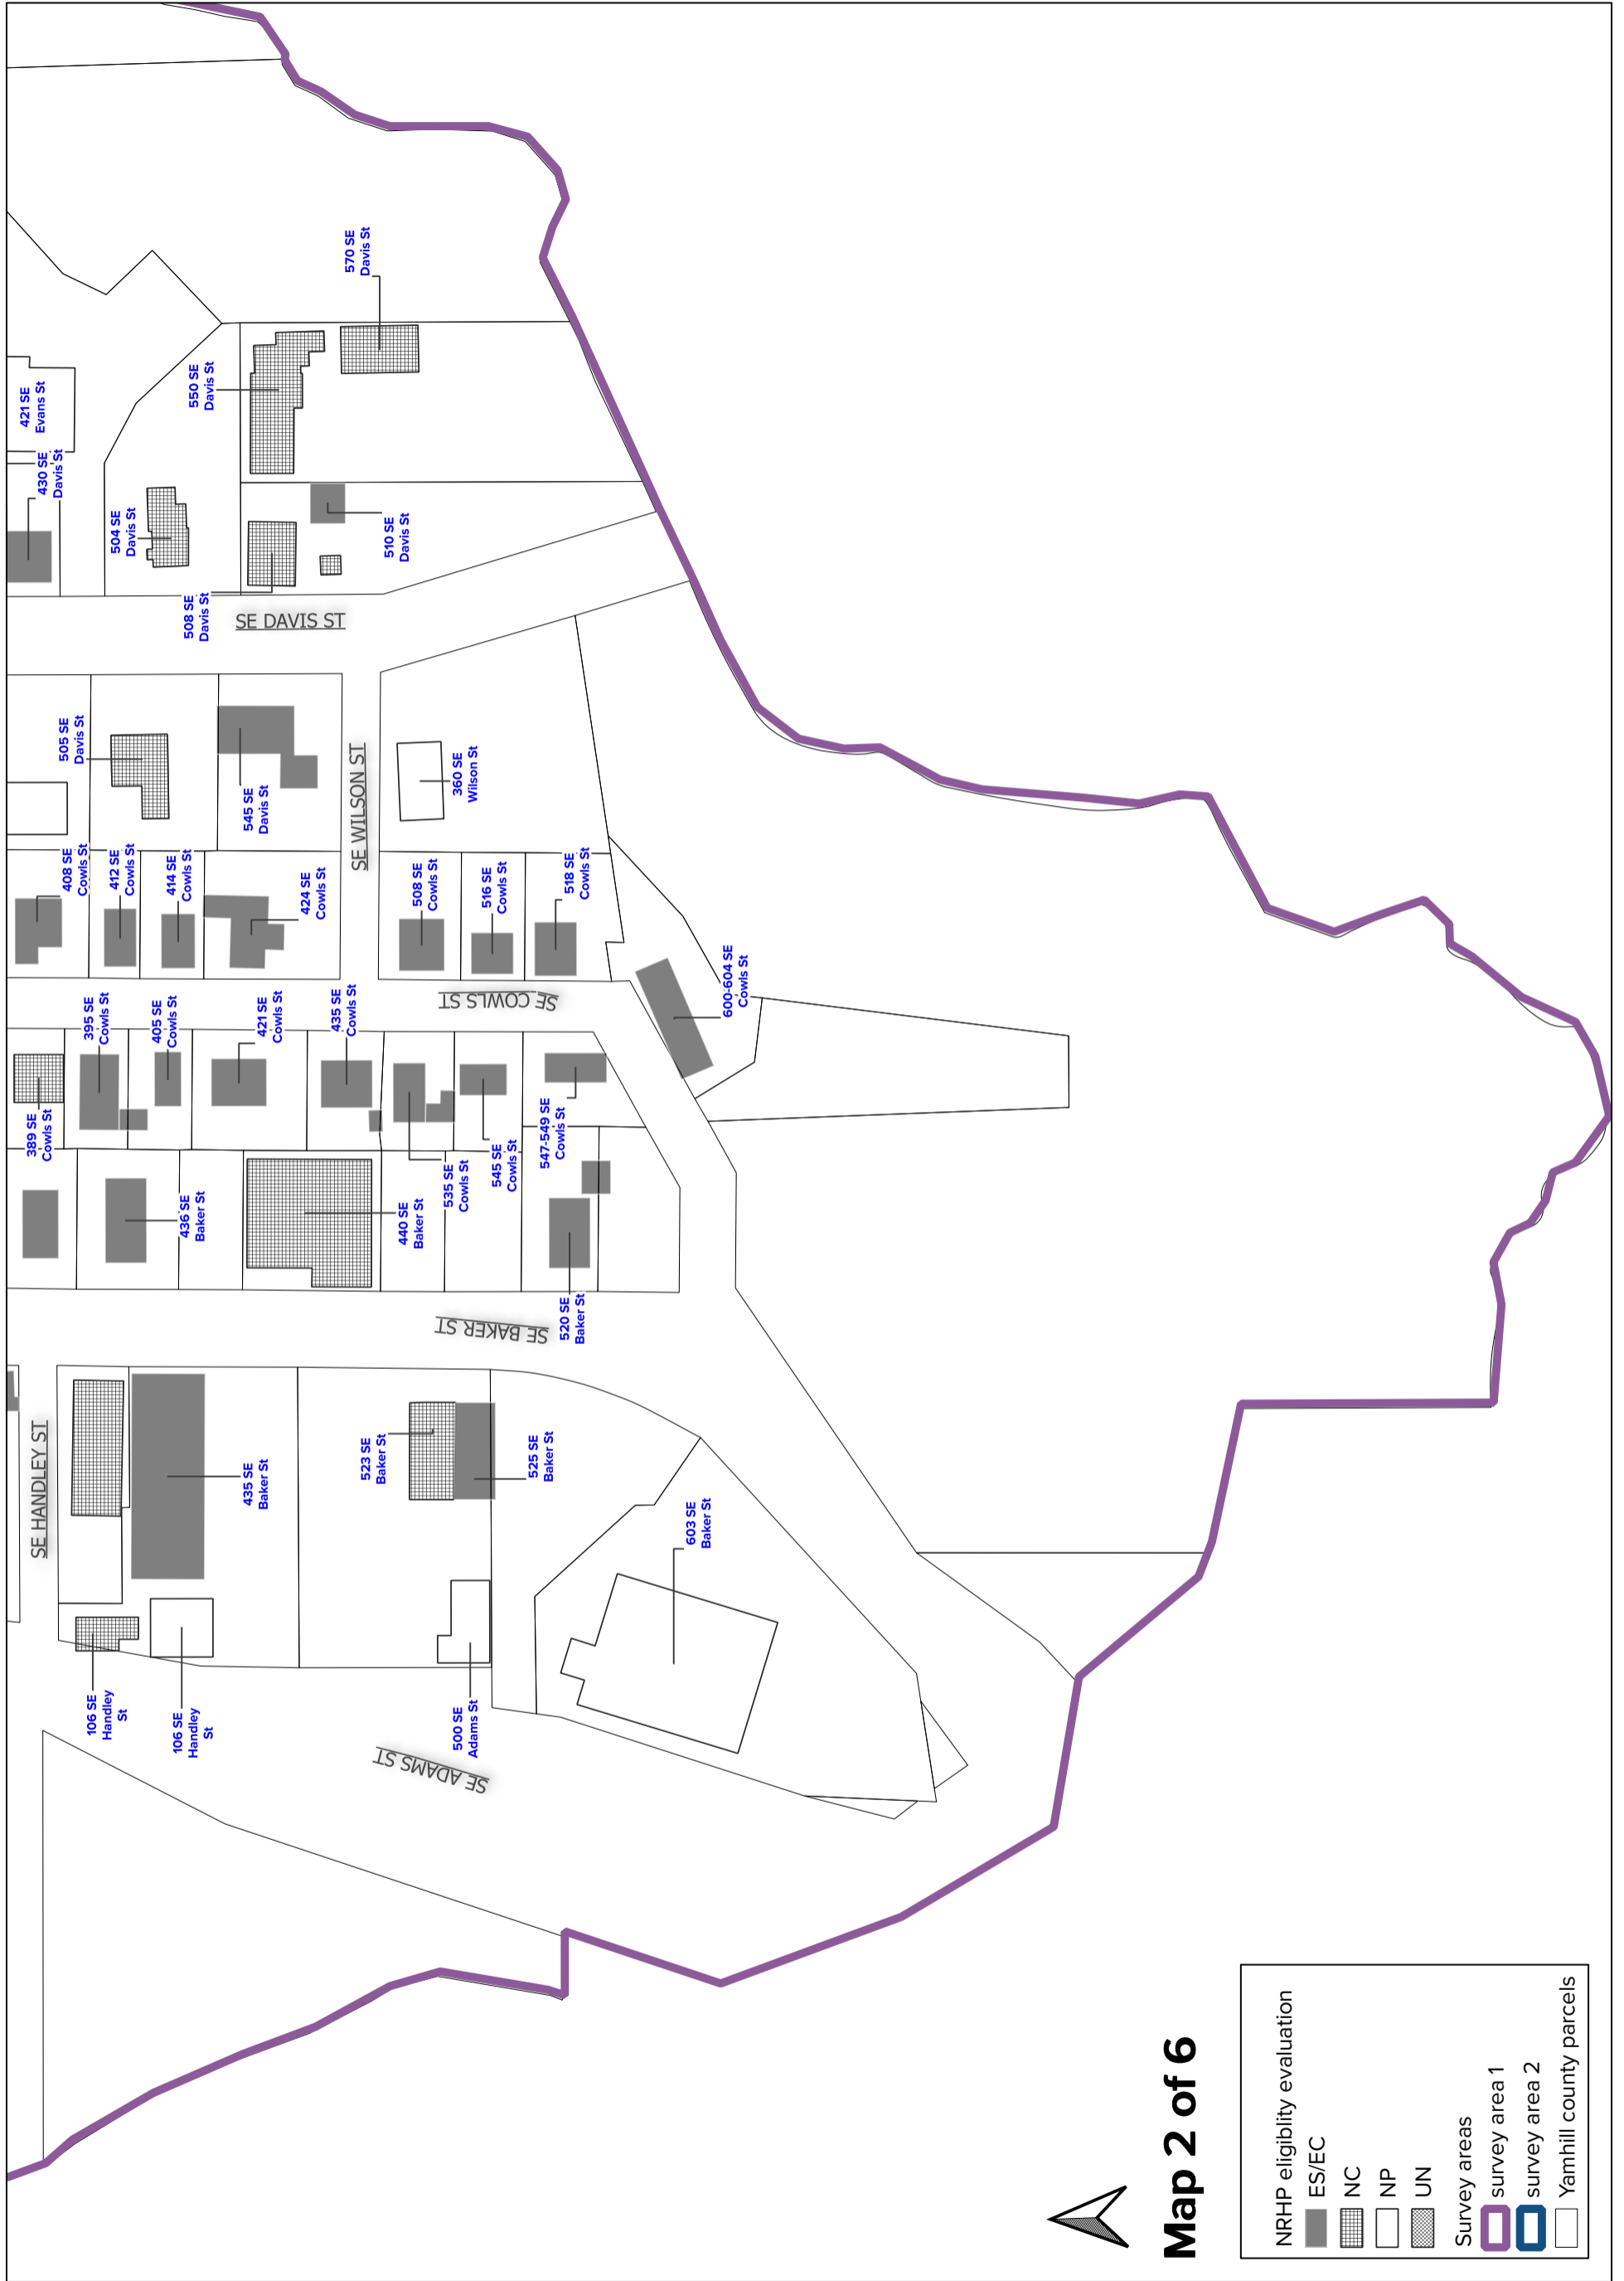 421 SE
Evans St
430 SE
Davis St
570 SE
Davis St
550 SE
Davis St
504 SE
Davis St
510 SE
Davis St
508 SE
Davis St
SE DAVIS ST
505 SE
Davis St
545 SE
Davis St
SE WILSON ST
360 SE
Wilson St
408 SE
Cowls St
412 SE
Cowls St
414 SE
Cowls St
424 SE
Cowls St
508 SE
Cowls St
516 SE
Cowls St
518 SE
Cowls St
600-604 SE
Cowls St
SE COWLS ST
395 SE
Cowls St
405 SE
Cowls St
421 SE
Cowls St
435 SE
Cowls St
389 SE
Cowls St
436 SE
Baker St
440 SE
Baker St
535 SE
Cowls St
545 SE
Cowls St
547-549 SE
Cowls St
520 SE
Baker St
SE BAKER ST
SE HANDLEY ST
435 SE
Baker St
523 SE
Baker St
525 SE
Baker St
603 SE
Baker St
106 SE
Handley
St
106 SE
Handley
St
500 SE
Adams St
SE ADAMS ST
Map 2 of 6
NRHP eligiblity evaluation
ES/EC
NC
NP
UN
Survey areas
survey area 1
survey area 2
Yamhill county parcels